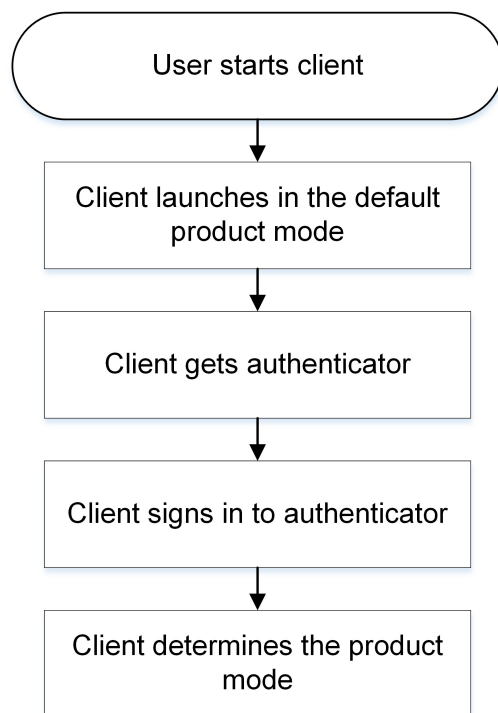 User starts client
Client launches in the default
product mode
Client gets authenticator
Client signs in to authenticator
Client determines the product
mode